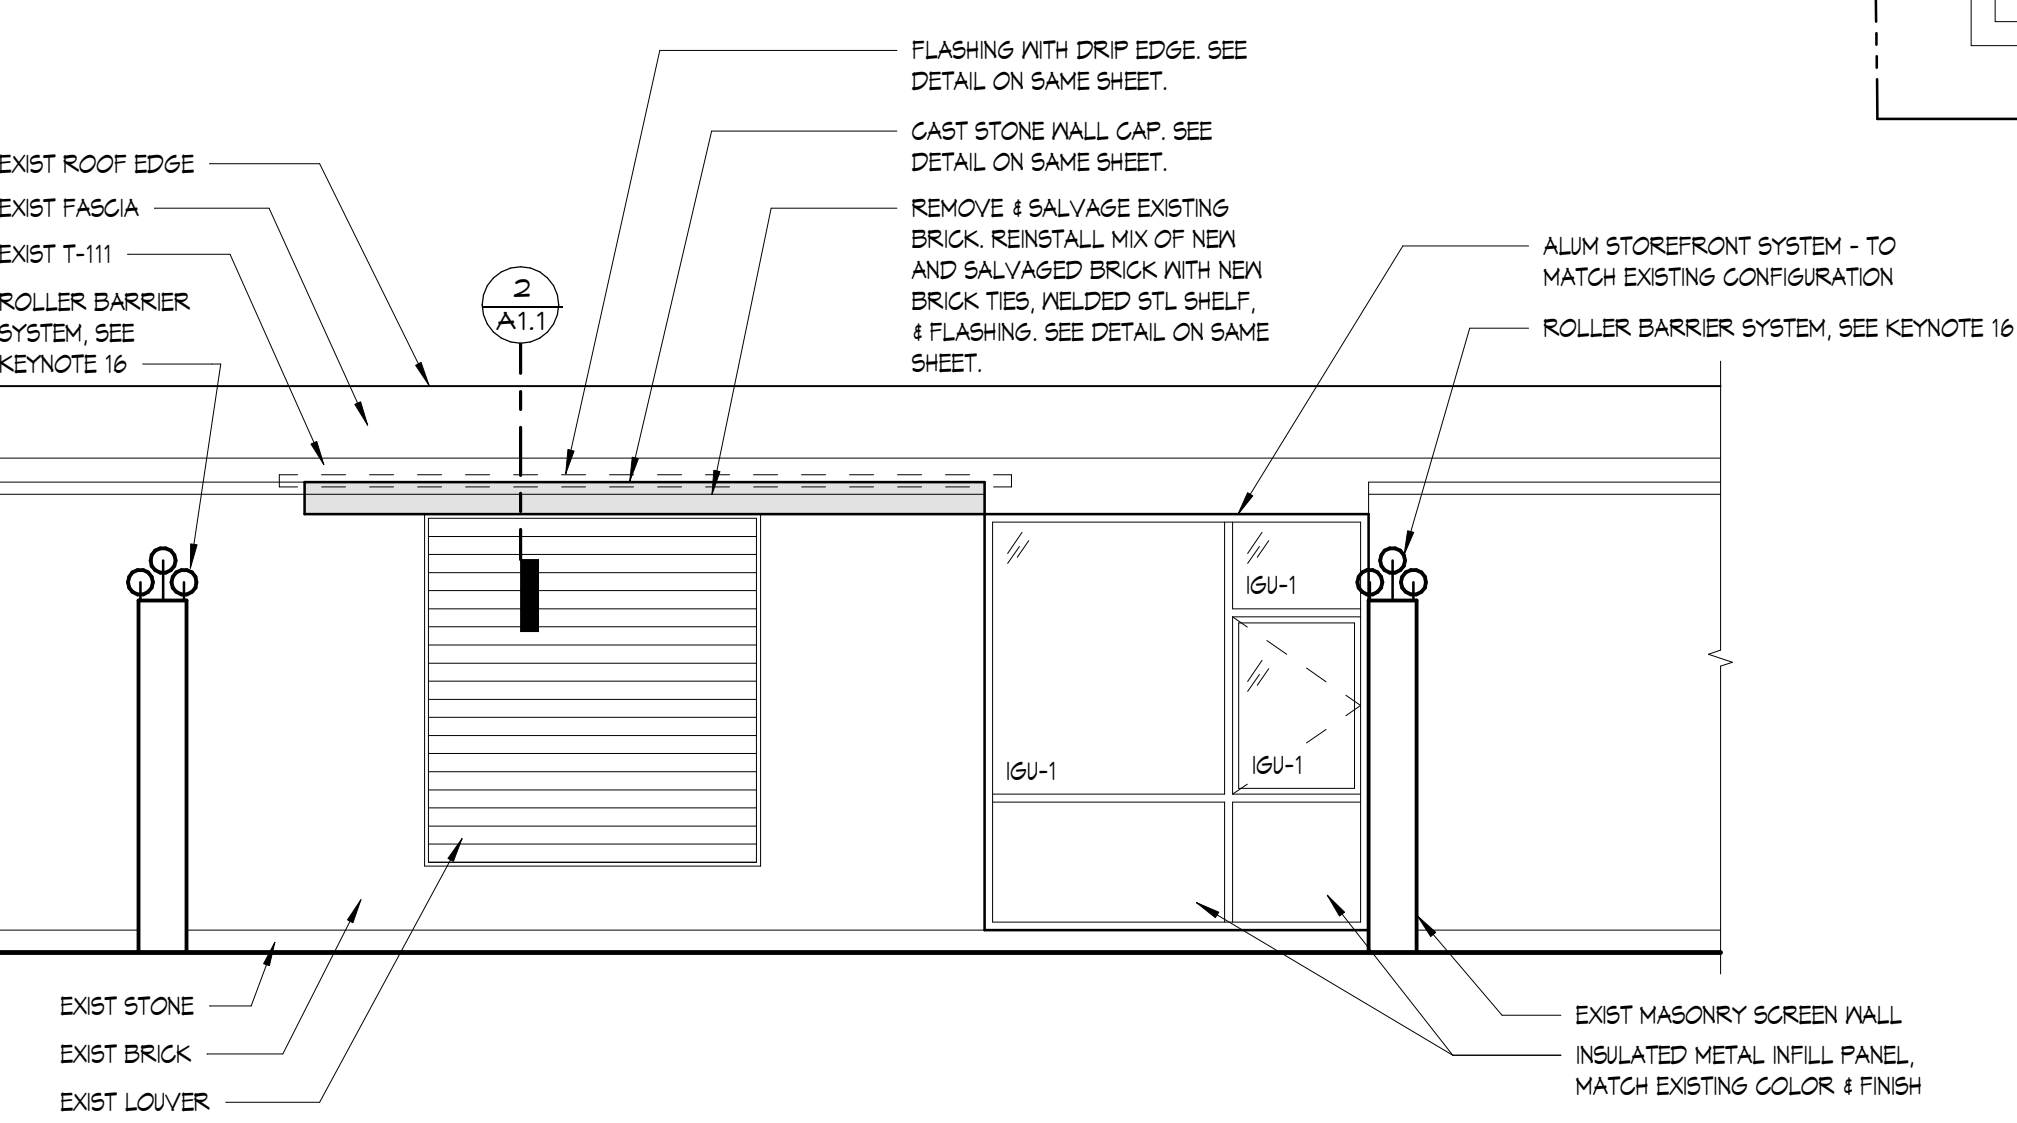 FLASHING WITH DRIP EDGE. SEE
DETAIL ON SAME SHEET.
CAST STONE WALL CAP. SEE
DETAIL ON SAME SHEET.
REMOVE & SALVAGE EXISTING
BRICK. REINSTALL MIX OF NEW
AND SALVAGED BRICK WITH NEW
BRICK TIES, WELDED STL SHELF,
& FLASHING. SEE DETAIL ON SAME
SHEET.
EXIST ROOF EDGE
EXIST FASCIA
EXIST T-111
ROLLER BARRIER
SYSTEM, SEE
KEYNOTE 16
2
A1.1
ALUM STOREFRONT SYSTEM - TO
MATCH EXISTING CONFIGURATION
ROLLER BARRIER SYSTEM, SEE KEYNOTE 16
IGU-1
IGU-1
IGU-1
EXIST STONE
EXIST BRICK
EXIST LOUVER
EXIST MASONRY SCREEN WALL
INSULATED METAL INFILL PANEL,
MATCH EXISTING COLOR & FINISH